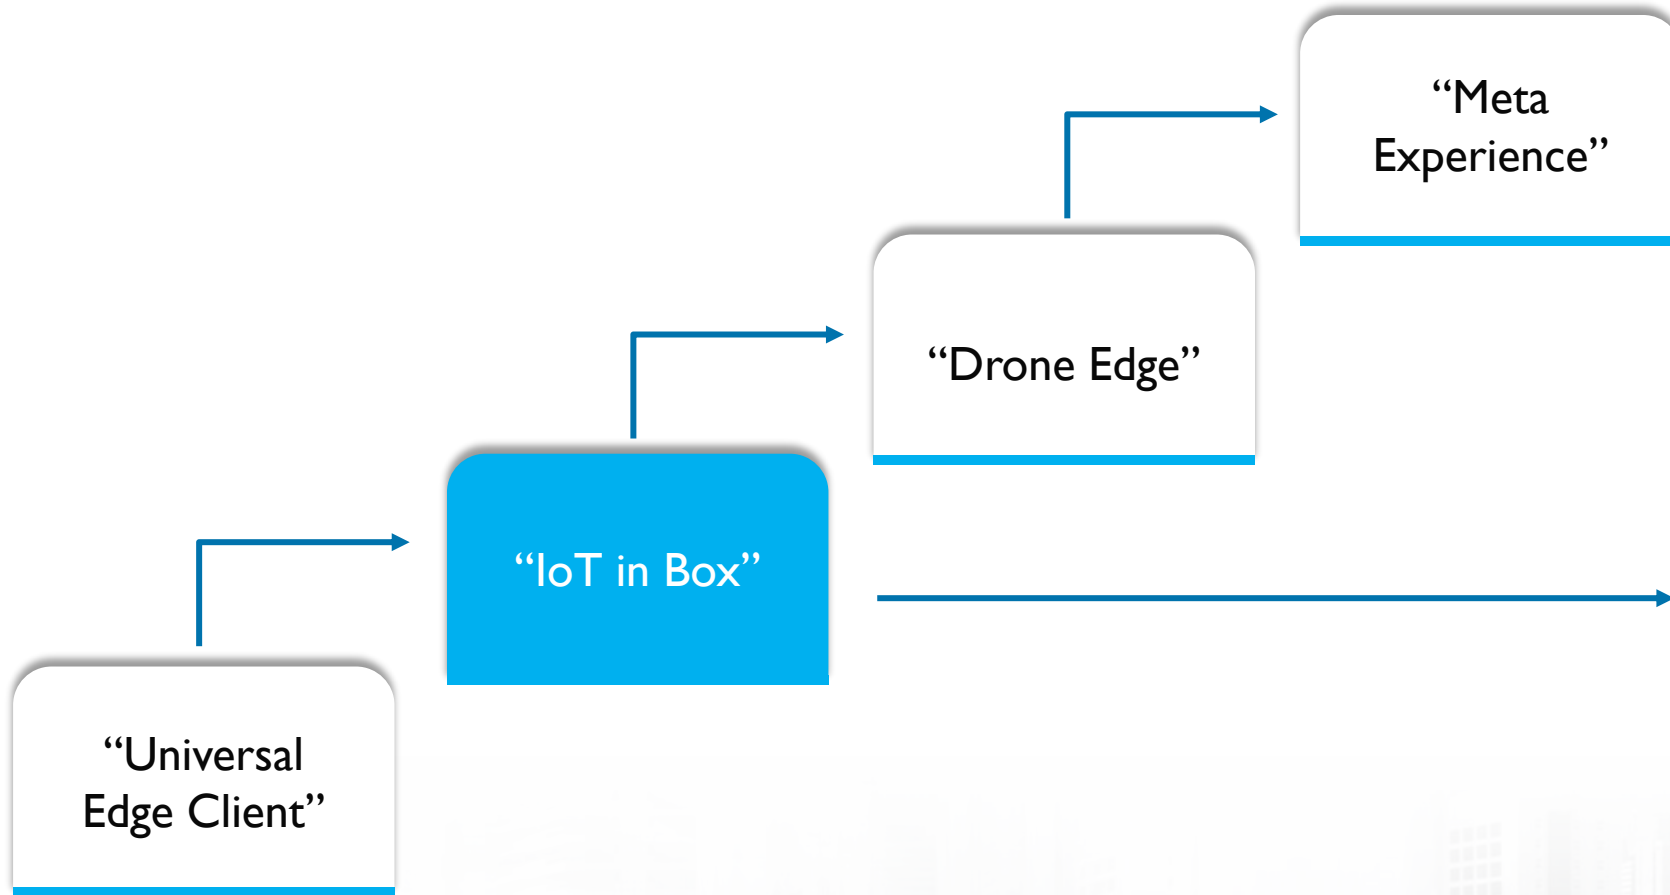 “Meta
Experience”
“Drone Edge”
“IoT in Box”
“Universal
Edge Client”